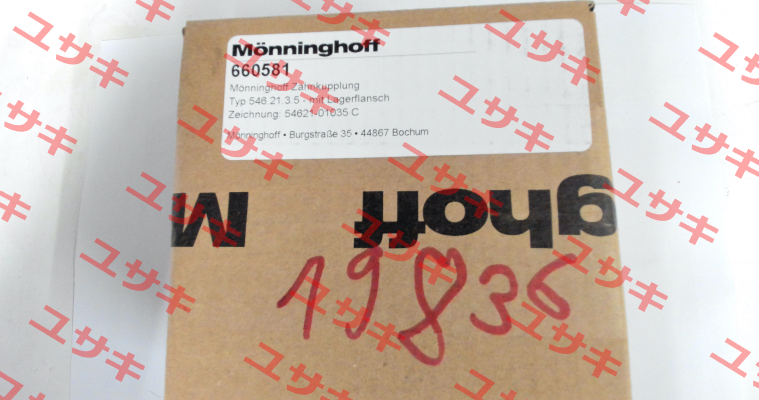 Mönninghoff
660581
Mönninghoff Zahnkupplung
Typ 546.21.3.5 - mit Lagerflansch
Zeichnung: 54621-01035 C
Mönninghoff • Burgstraße 35 • 44867 Bochum
M ghoff
19836
ユサキ